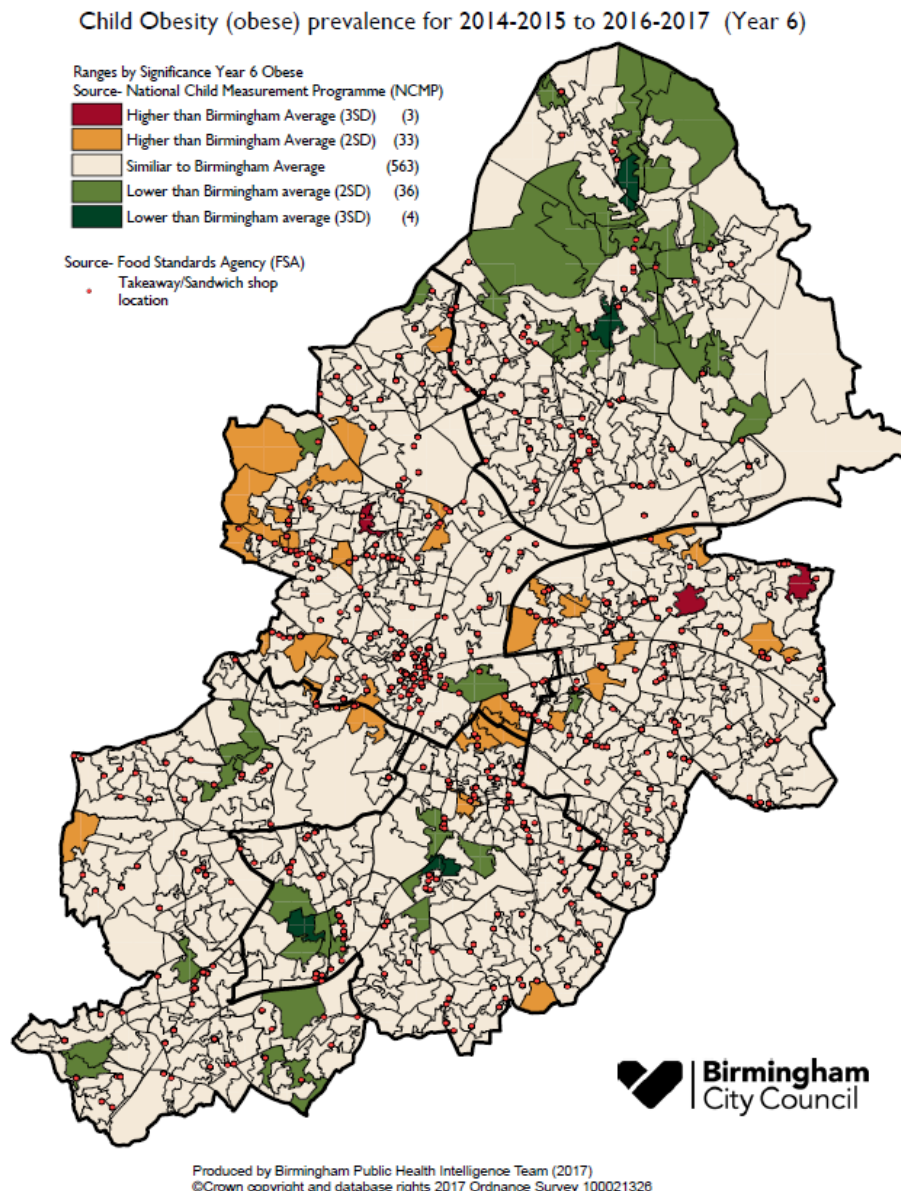 Child Obesity (obese) prevalence for 2014-2015 to 2016-2017 (Year 6)
Ranges by Significance Year 6 Obese
Source- National Child Measurement Programme (NCMP)
Higher than Birmingham Average (3SD) (3)
Higher than Birmingham Average (2SD) (33)
Similiar to Birmingham Average (563)
Lower than Birmingham average (2SD) (36)
Lower than Birmingham average (3SD) (4)
Source- Food Standards Agency (FSA)
Takeaway/Sandwich shop
location
Birmingham
City Council
Produced by Birmingham Public Health Intelligence Team (2017)
©Crown copyright and database rights 2017 Ordnance Survey 100021326